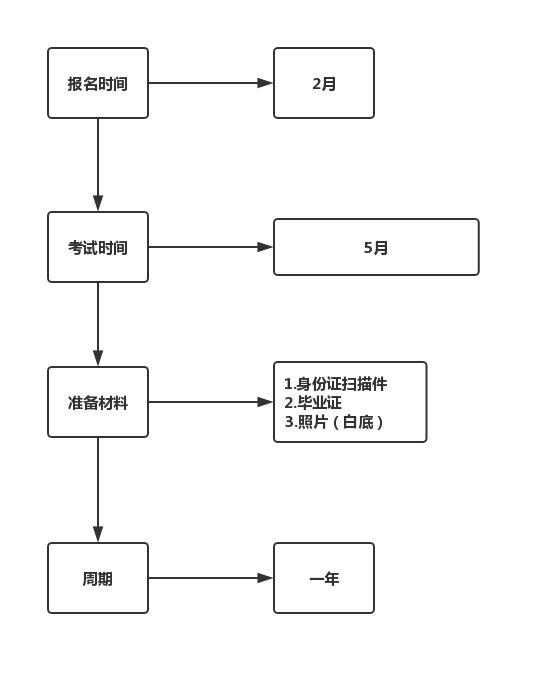 报名时间
2月
考试时间
5月
准备材料
1.身份证扫描件
2.毕业证
3.照片（白底）
周期
一年